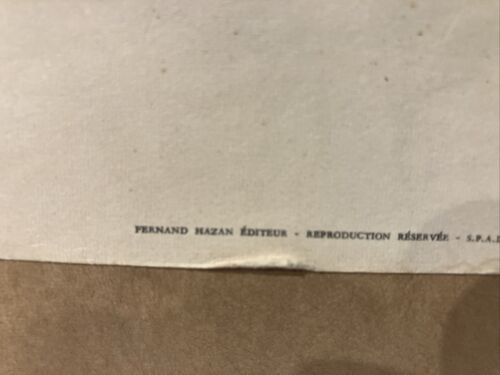 FERNAND HAZAN ÉDITEUR - REPRODUCTION RÉSERVÉE - S.P.A.D